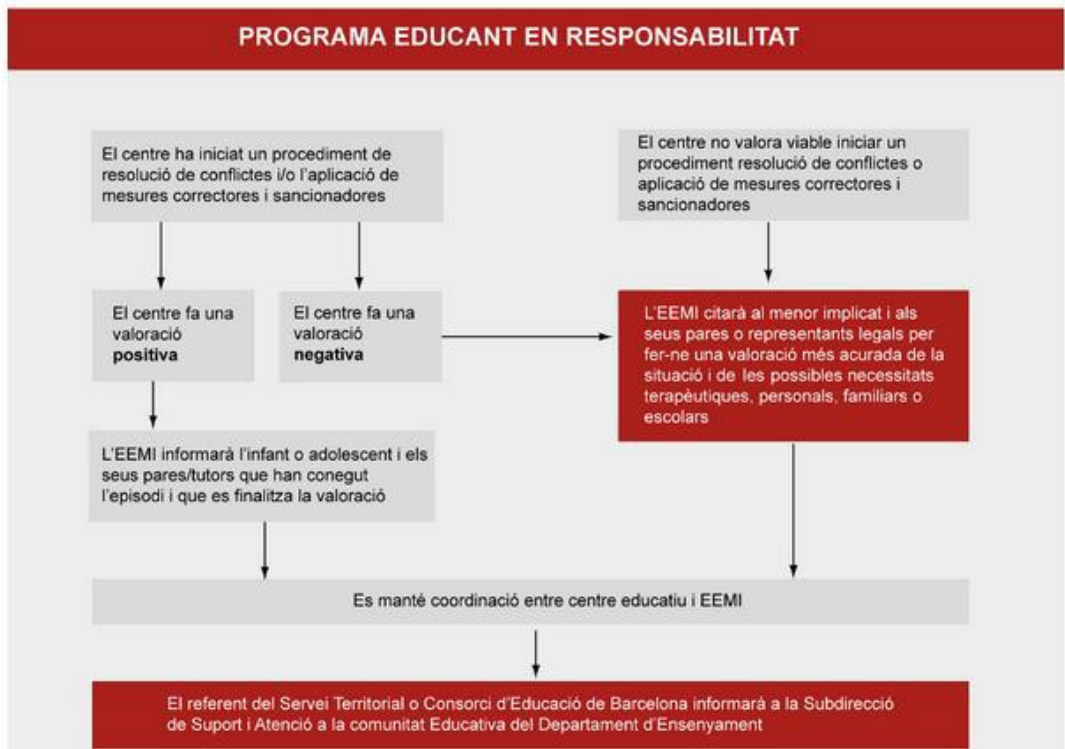 PROGRAMA EDUCANT EN RESPONSABILITAT
El centre ha iniciat un procediment de
resolució de conflictes i/o l'aplicació de
mesures correctores i sancionadores
El centre no valora viable iniciar un
procediment resolució de conflictes o
aplicació de mesures correctores i
sancionadores
El centre fa una
valoració
positiva
El centre fa una
valoració
negativa
L'EEMI citarà al menor implicat i als
seus pares o representants legals per
fer-ne una valoració més acurada de la
situació i de les possibles necessitats
terapèutiques, personals, familiars o
escolars
L'EEMI informarà l'infant o adolescent i els
seus pares/tutors que han conegut
l'episodi i que es finalitza la valoració
Es manté coordinació entre centre educatiu i EEMI
El referent del Servei Territorial o Consorci d'Educació de Barcelona informarà a la Subdirecció
de Suport i Atenció a la comunitat Educativa del Departament d'Ensenyament